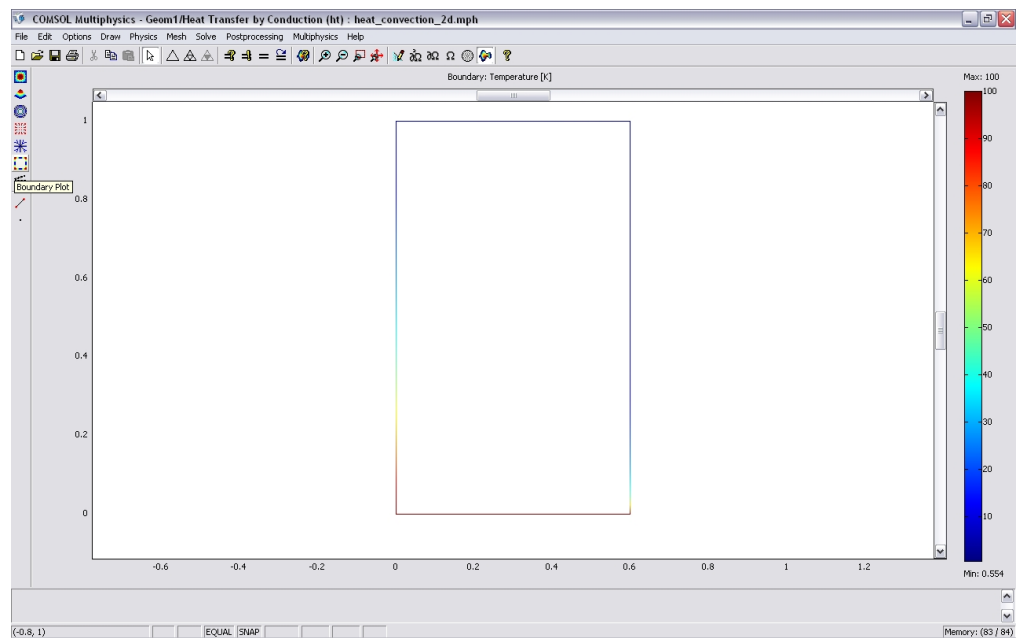 COMSOL Multiphysics - Geom1/Heat Transfer by Conduction (ht) : heat_convection_2d.mph
File Edit Options Draw Physics Mesh Solve Postprocessing Multiphysics Help
Boundary: Temperature [K]
Max: 100
100
90
80
70
60
50
40
30
20
10
Min: 0.554
Boundary Plot
1
0.8
0.6
0.4
0.2
0
-0.6 -0.4 -0.2 0 0.2 0.4 0.6 0.8 1 1.2
(-0.8, 1) EQUAL SNAP Memory: (83 / 84)